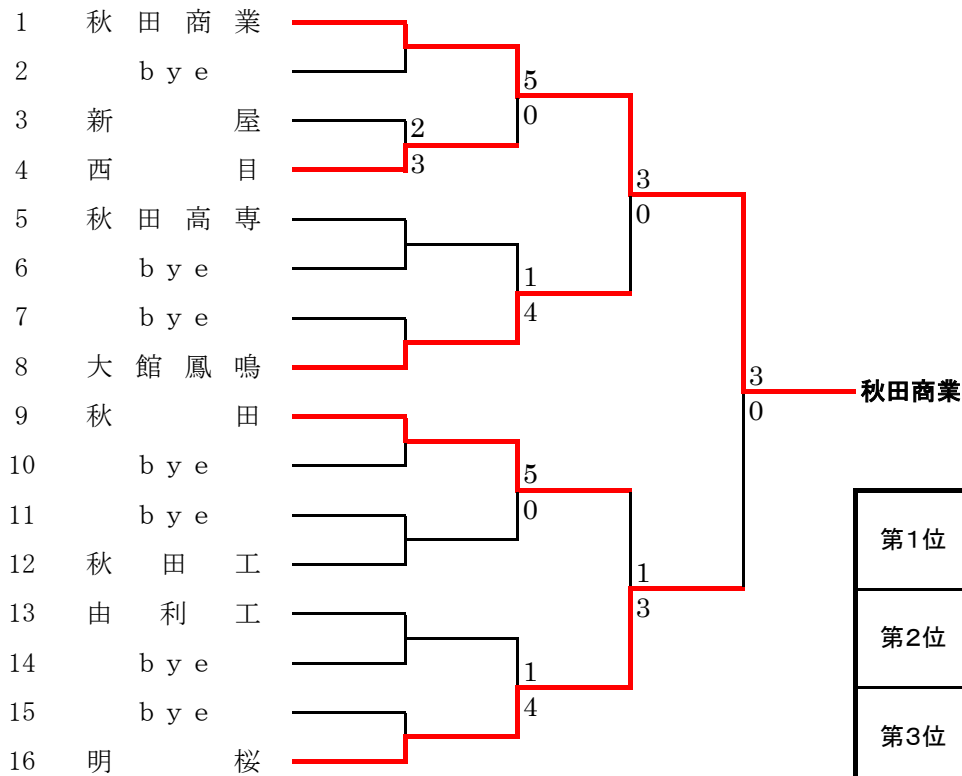 1 秋田商業
2 bye
5
0
3 新屋
2
3
4 西目
3
0
5 秋田高専
6 bye
1
4
7 bye
8 大館鳳鳴
3
0
秋田商業
9 秋田
10 bye
5
0
11 bye
12 秋田工
1
3
13 由利工
14 bye
1
4
15 bye
16 明桜
第1位
第2位
第3位